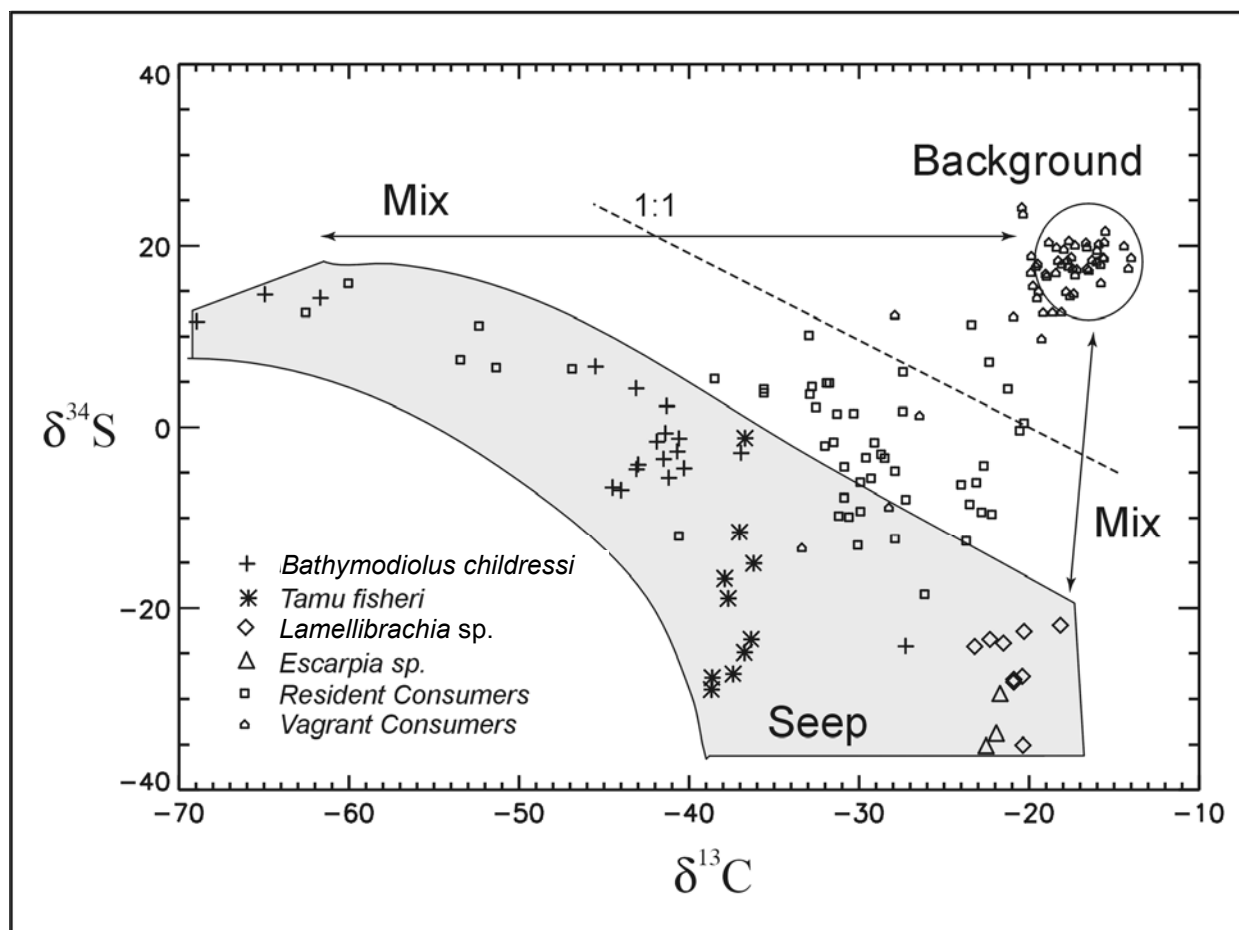 40
Background
Mix
1:1
20
δ³⁴S
0
Mix
Bathymodiolus childressi
Tamu fisheri
−20
Lamellibrachia sp.
Escarpia sp.
Resident Consumers
Seep
Vagrant Consumers
−40
−70 −60 −50 −40 −30 −20 −10
δ¹³C